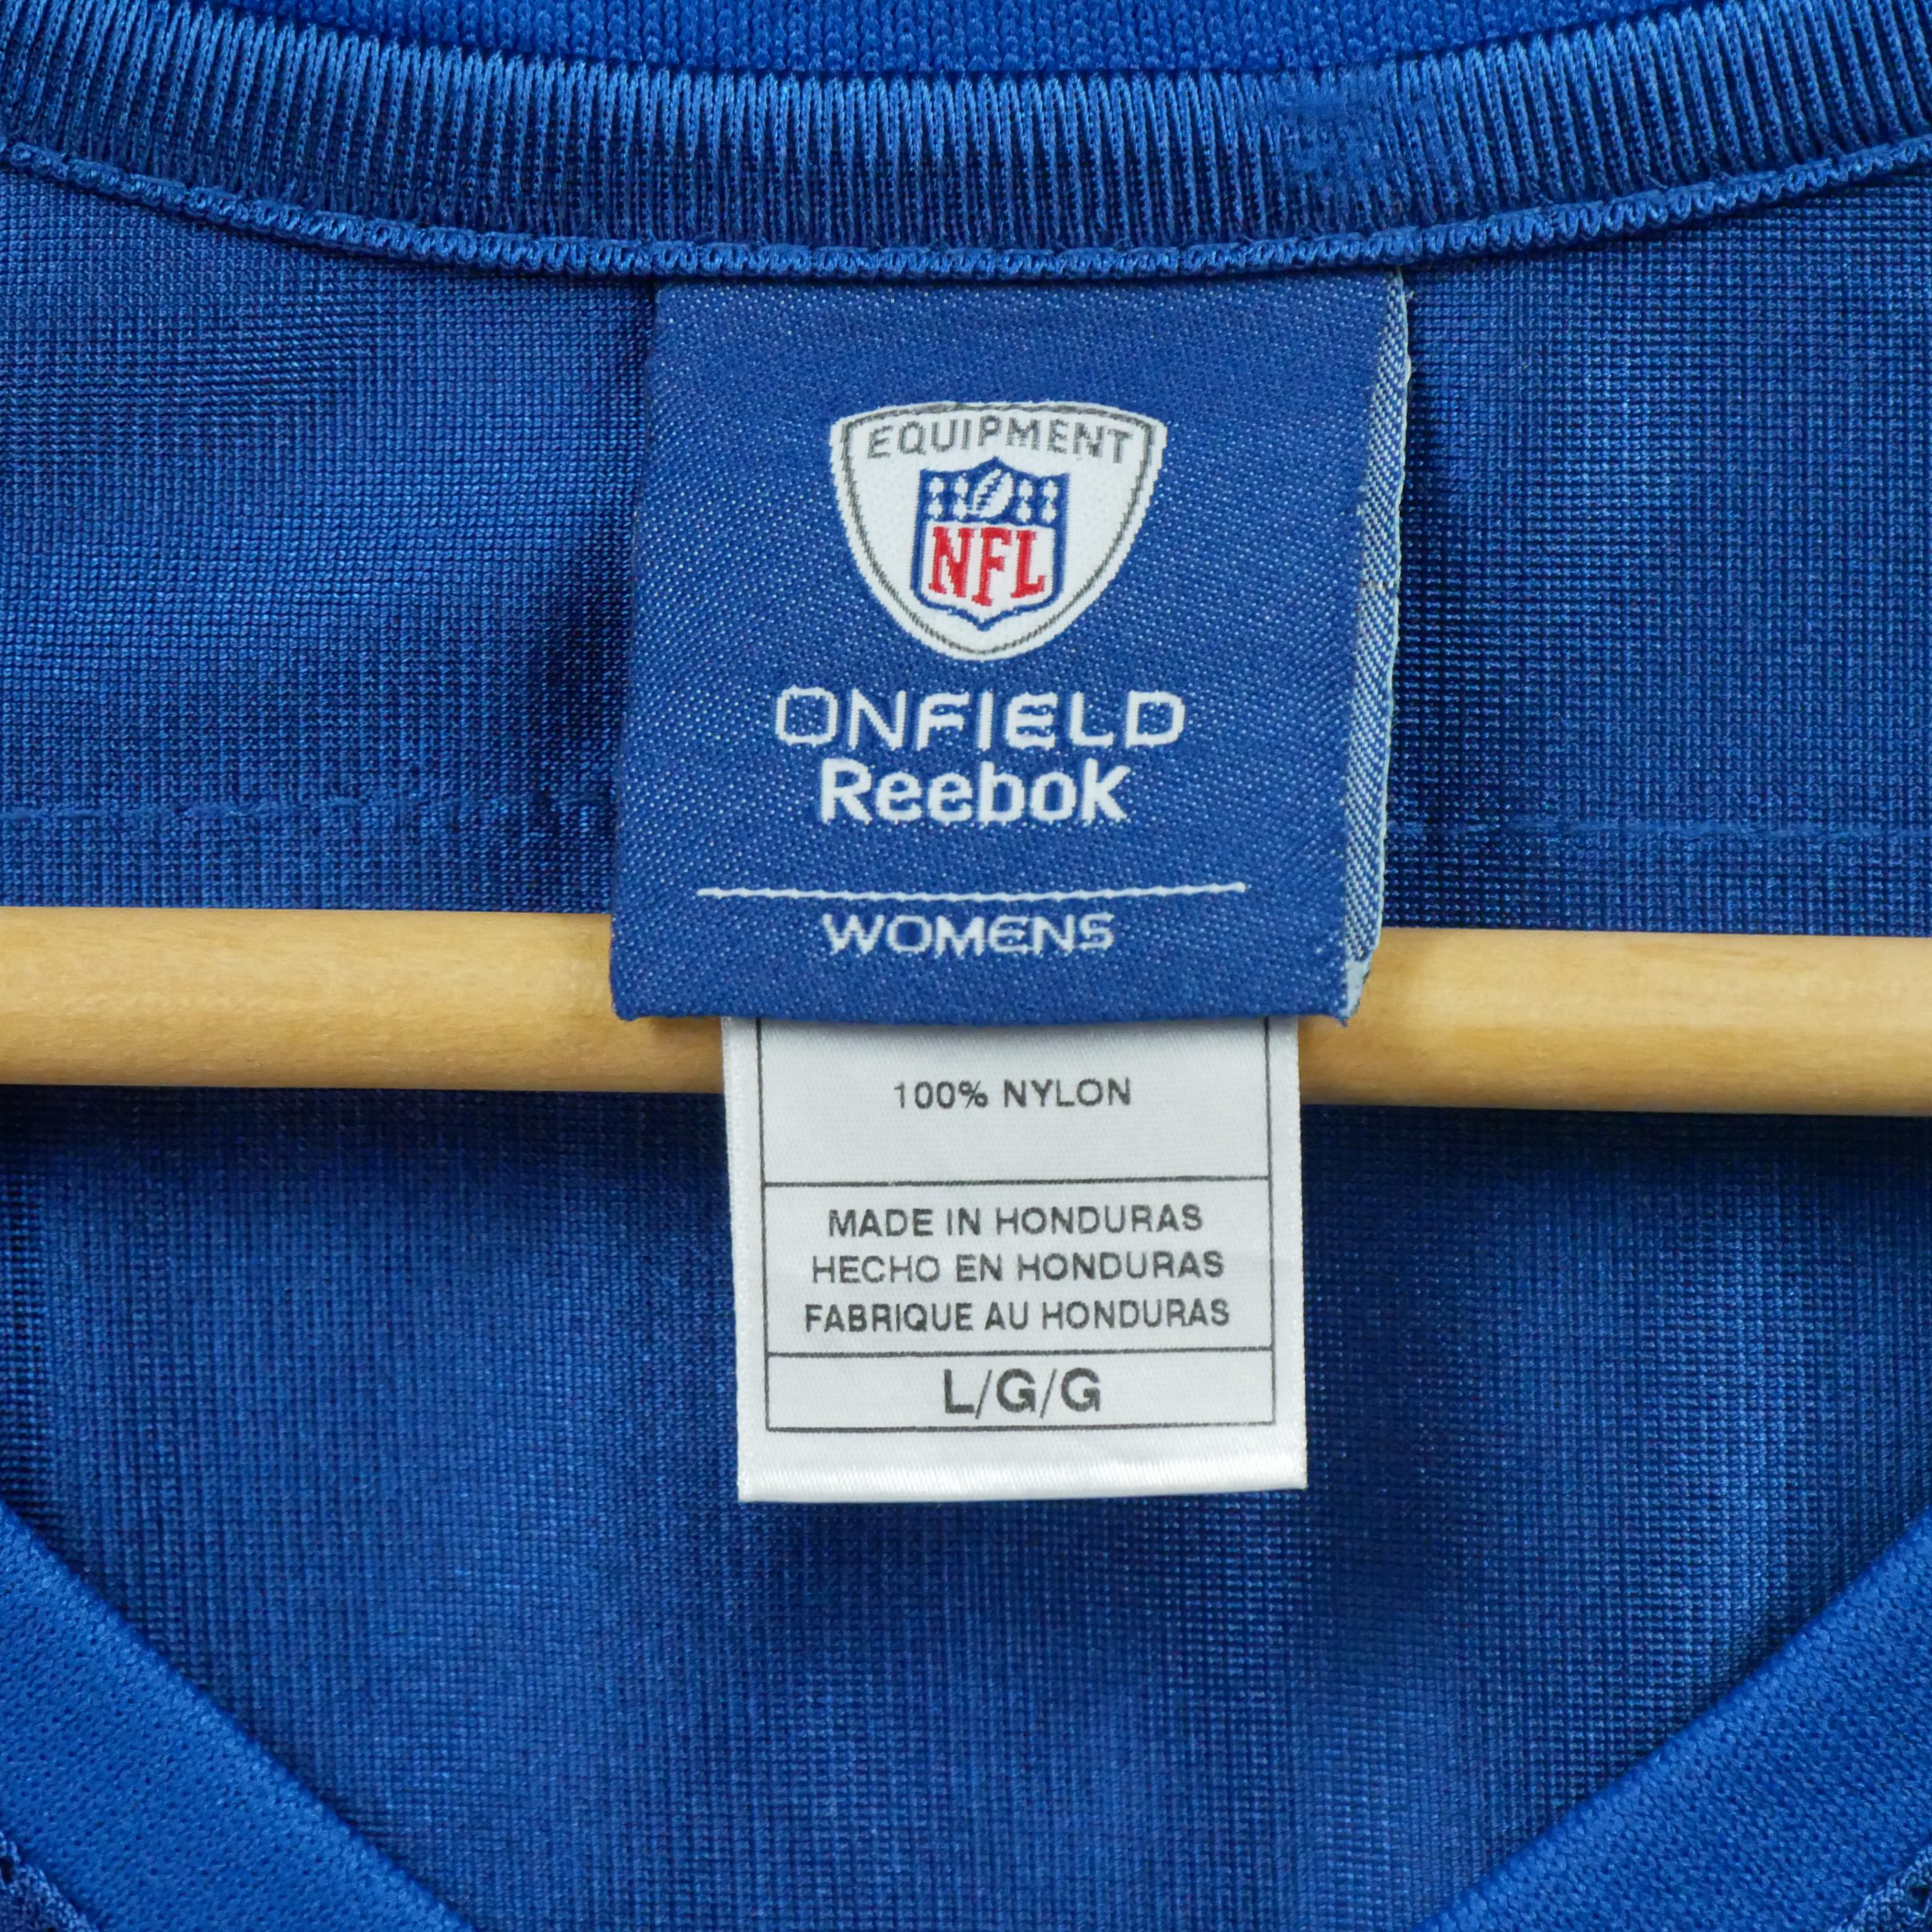 EQUIPMENT
NFL
ONFIELD
Reebok
WOMENS
100% NYLON
MADE IN HONDURAS
HECHO EN HONDURAS
FABRIQUE AU HONDURAS
L/G/G